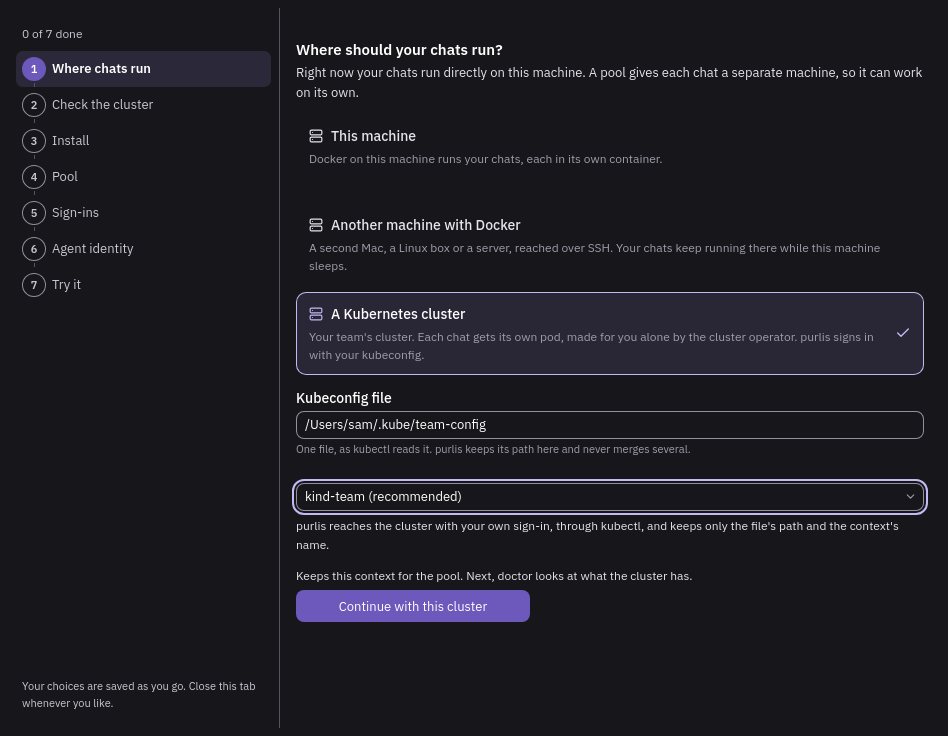 0 of 7 done
1 Where chats run
2 Check the cluster
3 Install
4 Pool
5 Sign-ins
6 Agent identity
7 Try it
Your choices are saved as you go. Close this tab
whenever you like.
Where should your chats run?
Right now your chats run directly on this machine. A pool gives each chat a separate machine, so it can work
on its own.
This machine
Docker on this machine runs your chats, each in its own container.
Another machine with Docker
A second Mac, a Linux box or a server, reached over SSH. Your chats keep running there while this machine
sleeps.
A Kubernetes cluster
Your team's cluster. Each chat gets its own pod, made for you alone by the cluster operator. purlis signs in
with your kubeconfig.
Kubeconfig file
/Users/sam/.kube/team-config
One file, as kubectl reads it. purlis keeps its path here and never merges several.
kind-team (recommended)
purlis reaches the cluster with your own sign-in, through kubectl, and keeps only the file's path and the context's
name.
Keeps this context for the pool. Next, doctor looks at what the cluster has.
Continue with this cluster